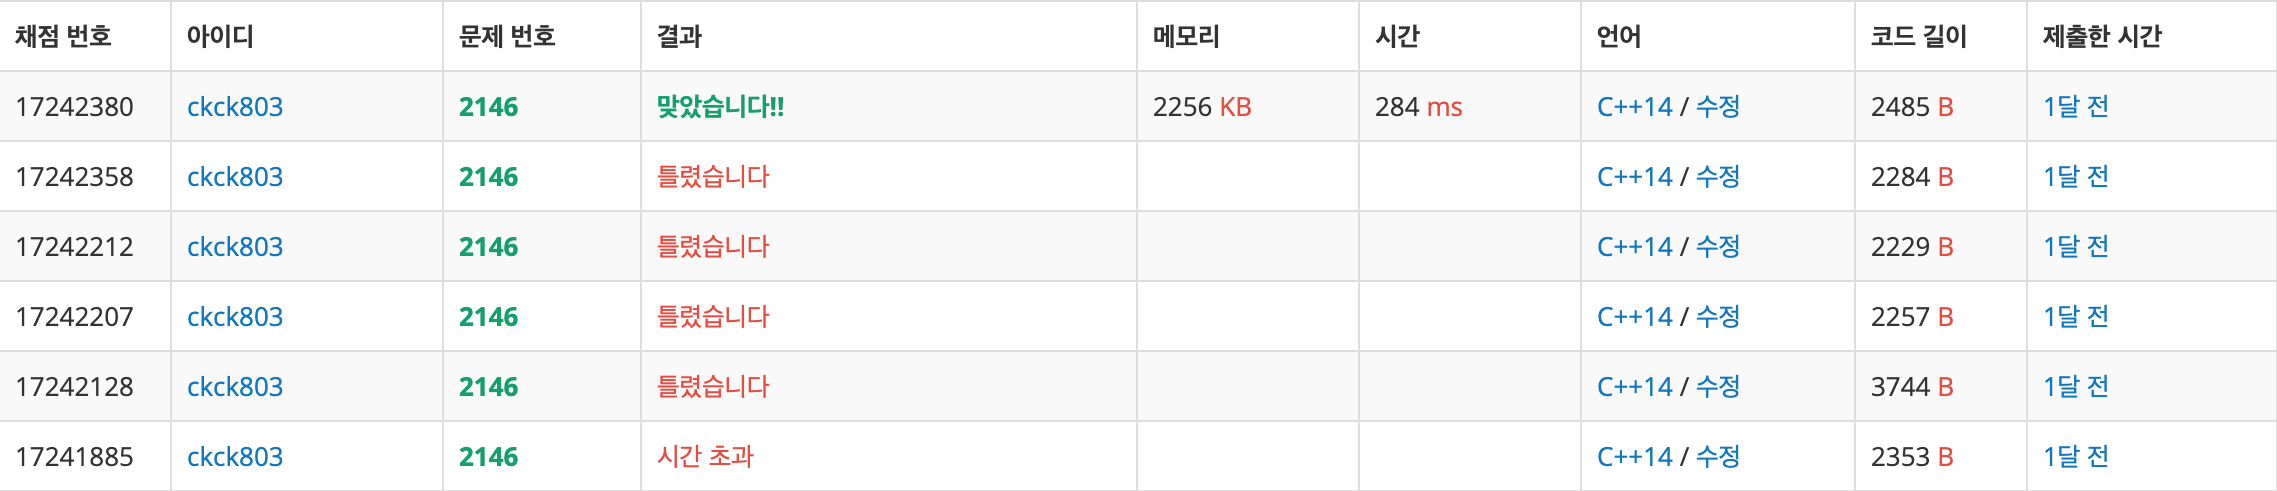 채점 번호 아이디 문제 번호 결과 메모리 시간 언어 코드 길이 제출한 시간
17242380 ckck803 2146 맞았습니다!! 2256 KB 284 ms C++14 / 수정 2485 B 1달 전
17242358 ckck803 2146 틀렸습니다 C++14 / 수정 2284 B 1달 전
17242212 ckck803 2146 틀렸습니다 C++14 / 수정 2229 B 1달 전
17242207 ckck803 2146 틀렸습니다 C++14 / 수정 2257 B 1달 전
17242128 ckck803 2146 틀렸습니다 C++14 / 수정 3744 B 1달 전
17241885 ckck803 2146 시간 초과 C++14 / 수정 2353 B 1달 전